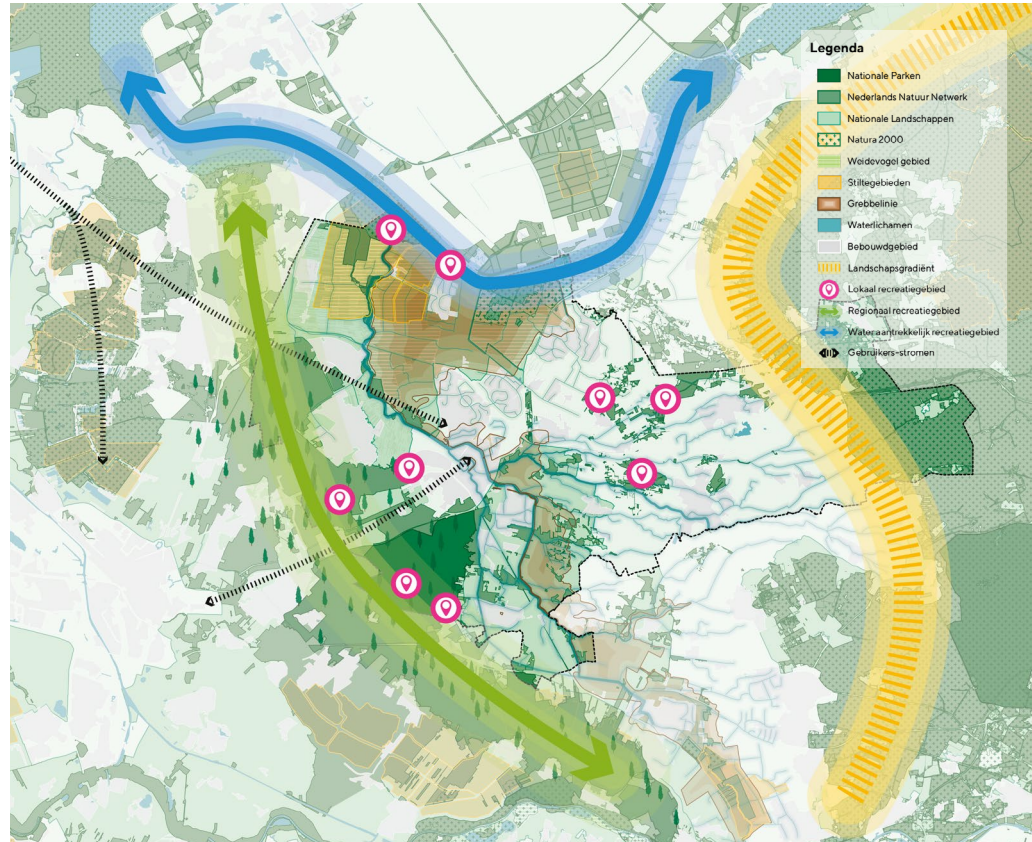 Legenda
Nationale Parken
Nederlands Natuur Netwerk
Nationale Landschappen
Natura 2000
Weidevogel gebied
Stiltegebieden
Grebbelinie
Waterlichamen
Bebouwdgebied
Landschapsgradiënt
Lokaal recreatiegebied
Regionaal recreatiegebied
Water aantrekkelijk recreatiegebied
Gebruikers-stromen